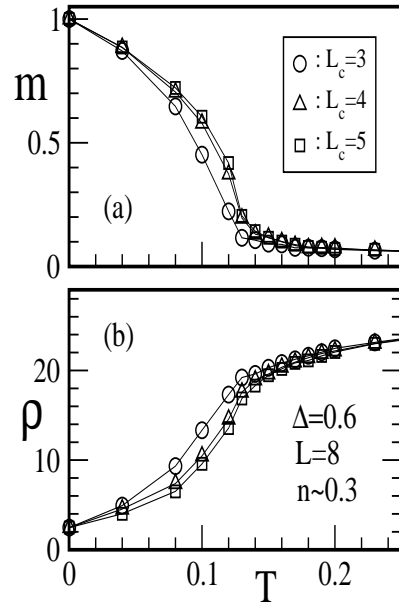 1
○ : L_c=3
m
△ : L_c=4
0.5
□ : L_c=5
(a)
0
(b)
20
ρ
Δ=0.6
10
L=8
n~0.3
0
0 0.1 0.2
T